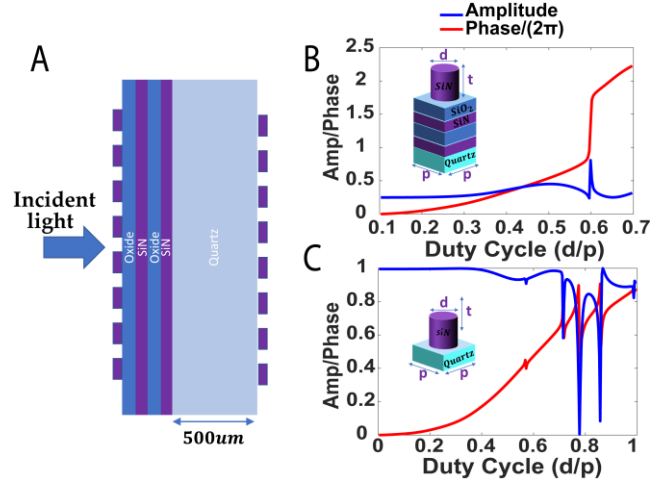 Amplitude
Phase/(2π)
A
Incident
light
Oxide
SiN
Oxide
SiN
Quartz
500um
B
Amp/Phase
2.5
2
1.5
1
0.5
0
0.1 0.2 0.3 0.4 0.5 0.6 0.7
Duty Cycle (d/p)
d
t
SiN
SiO₂
SiN
Quartz
p p
C
Amp/Phase
1
0.8
0.6
0.4
0.2
0
0 0.2 0.4 0.6 0.8 1
Duty Cycle (d/p)
d
t
SiN
Quartz
p p